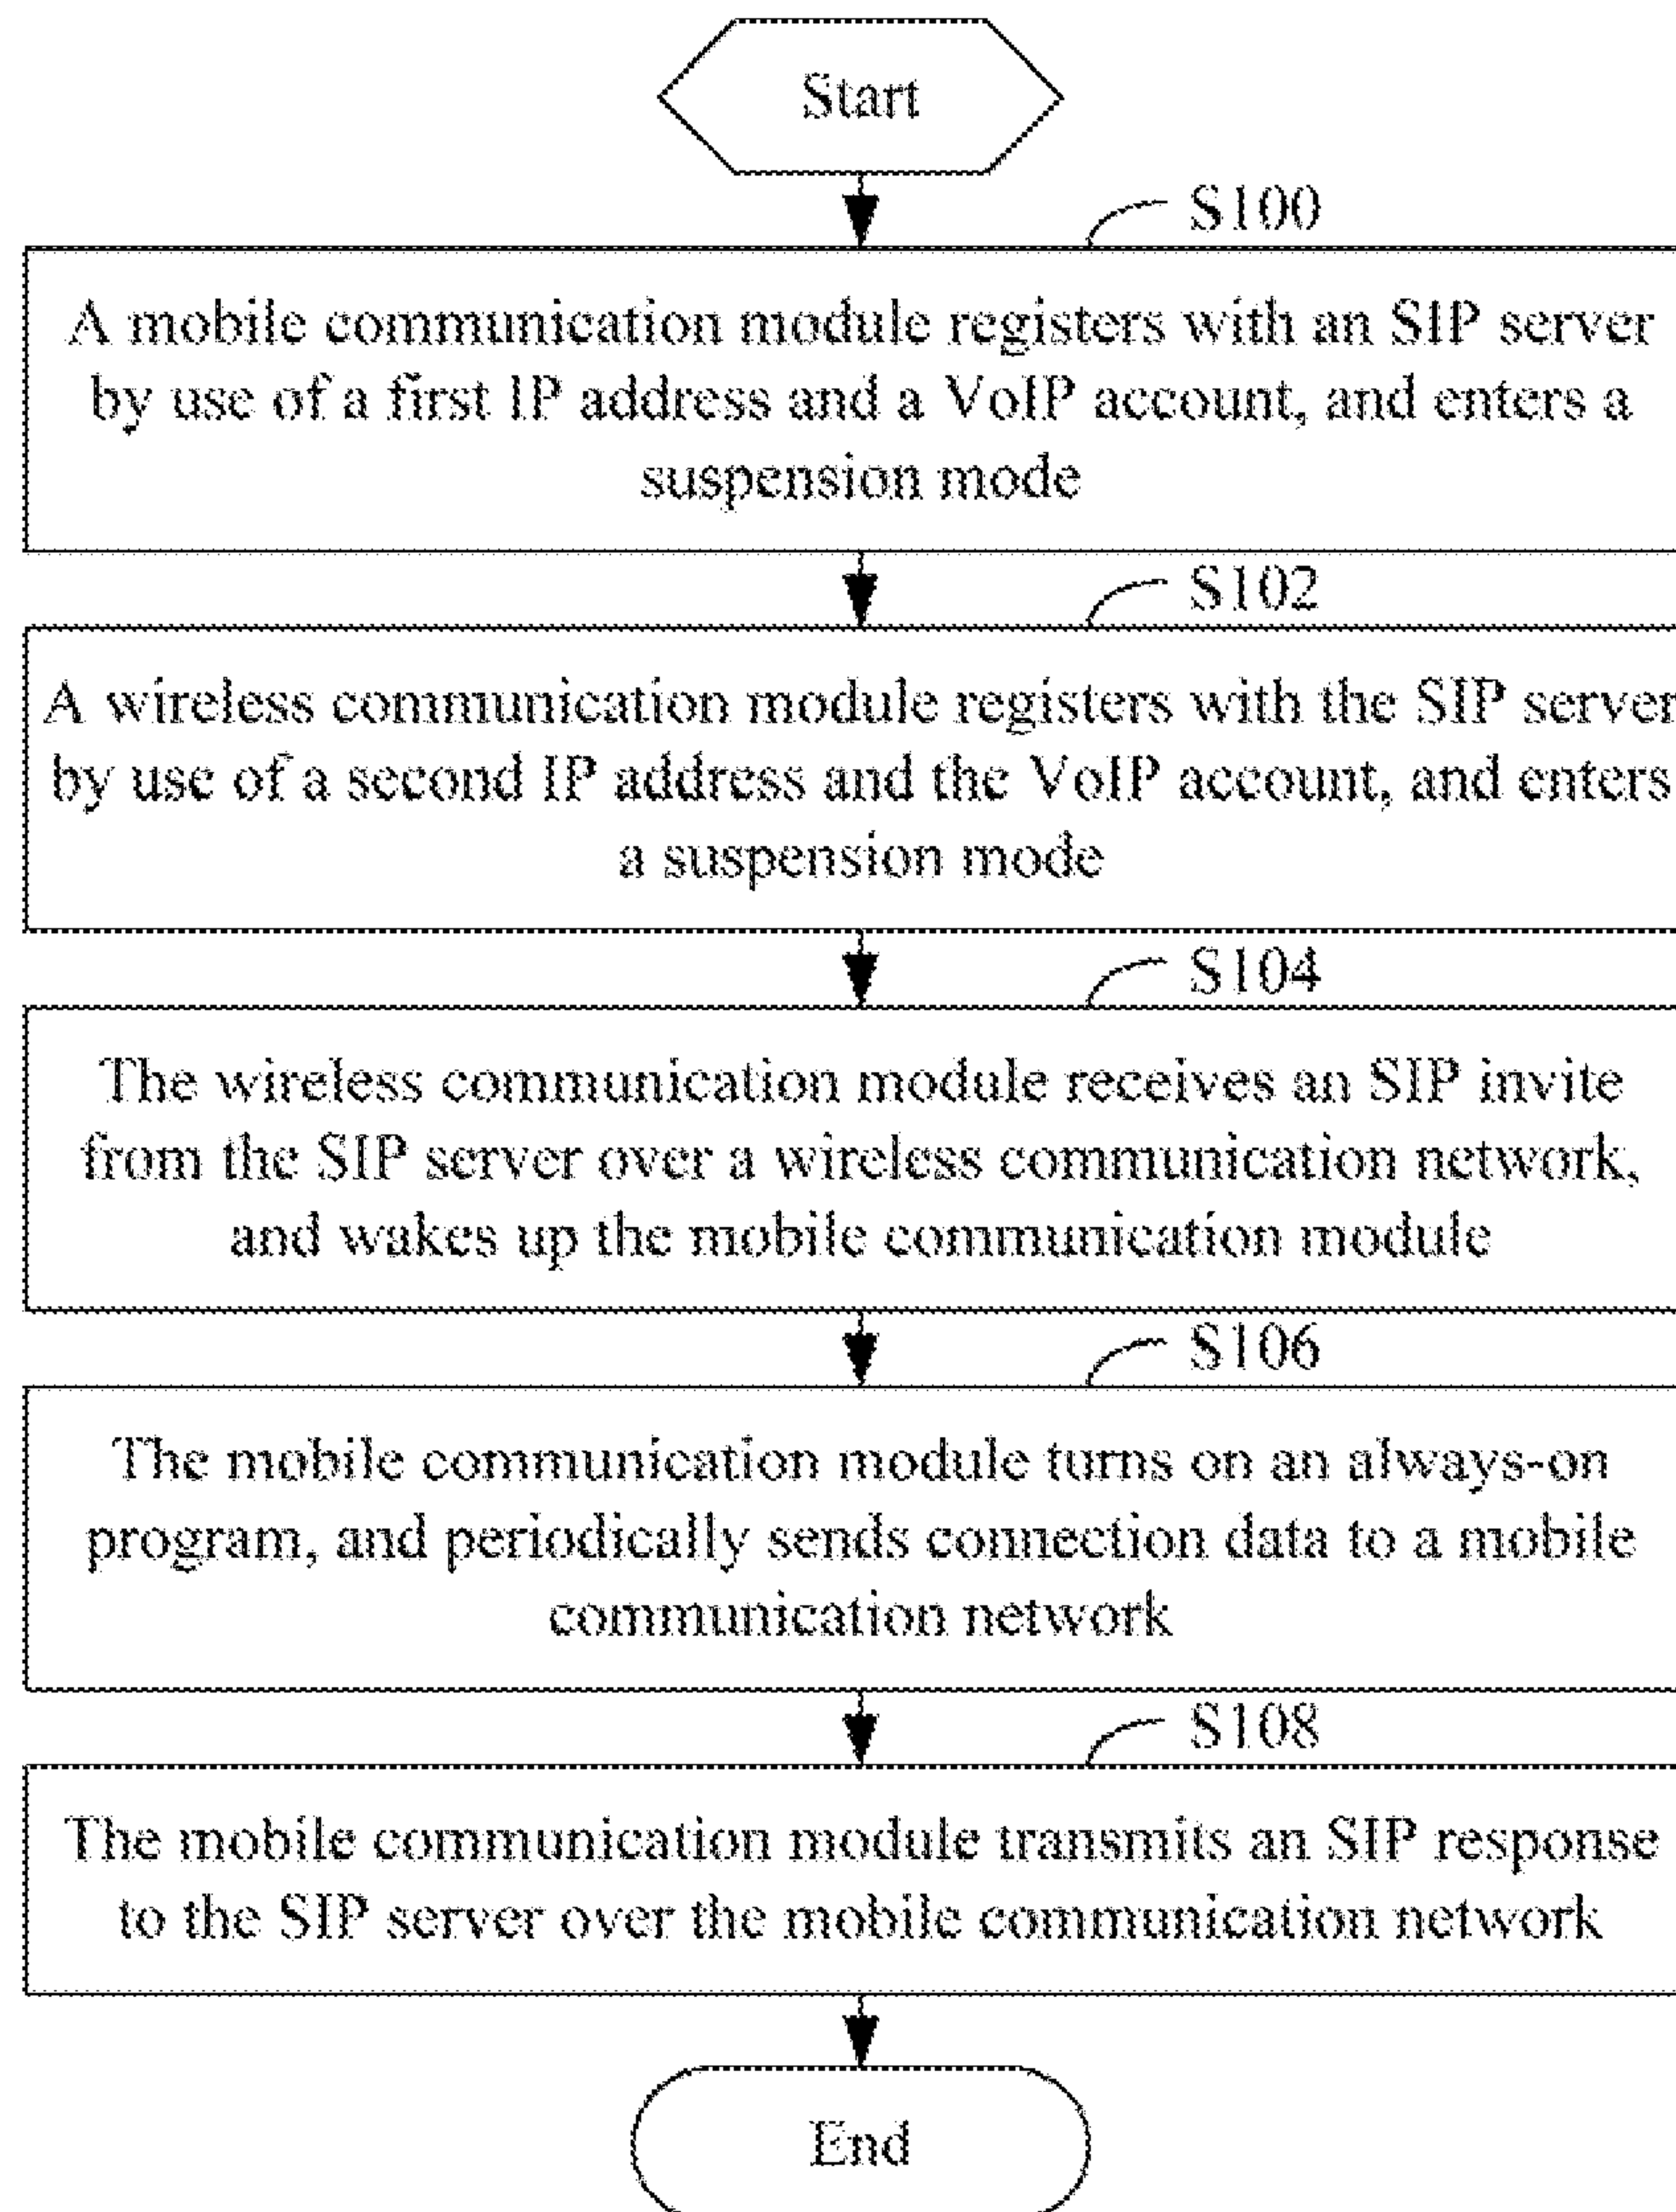 Start
S100
A mobile communication module registers with an SIP server
by use of a first IP address and a VoIP account, and enters a
suspension mode
S102
A wireless communication module registers with the SIP server
by use of a second IP address and the VoIP account, and enters
a suspension mode
S104
The wireless communication module receives an SIP invite
from the SIP server over a wireless communication network,
and wakes up the mobile communication module
S106
The mobile communication module turns on an always-on
program, and periodically sends connection data to a mobile
communication network
S108
The mobile communication module transmits an SIP response
to the SIP server over the mobile communication network
End